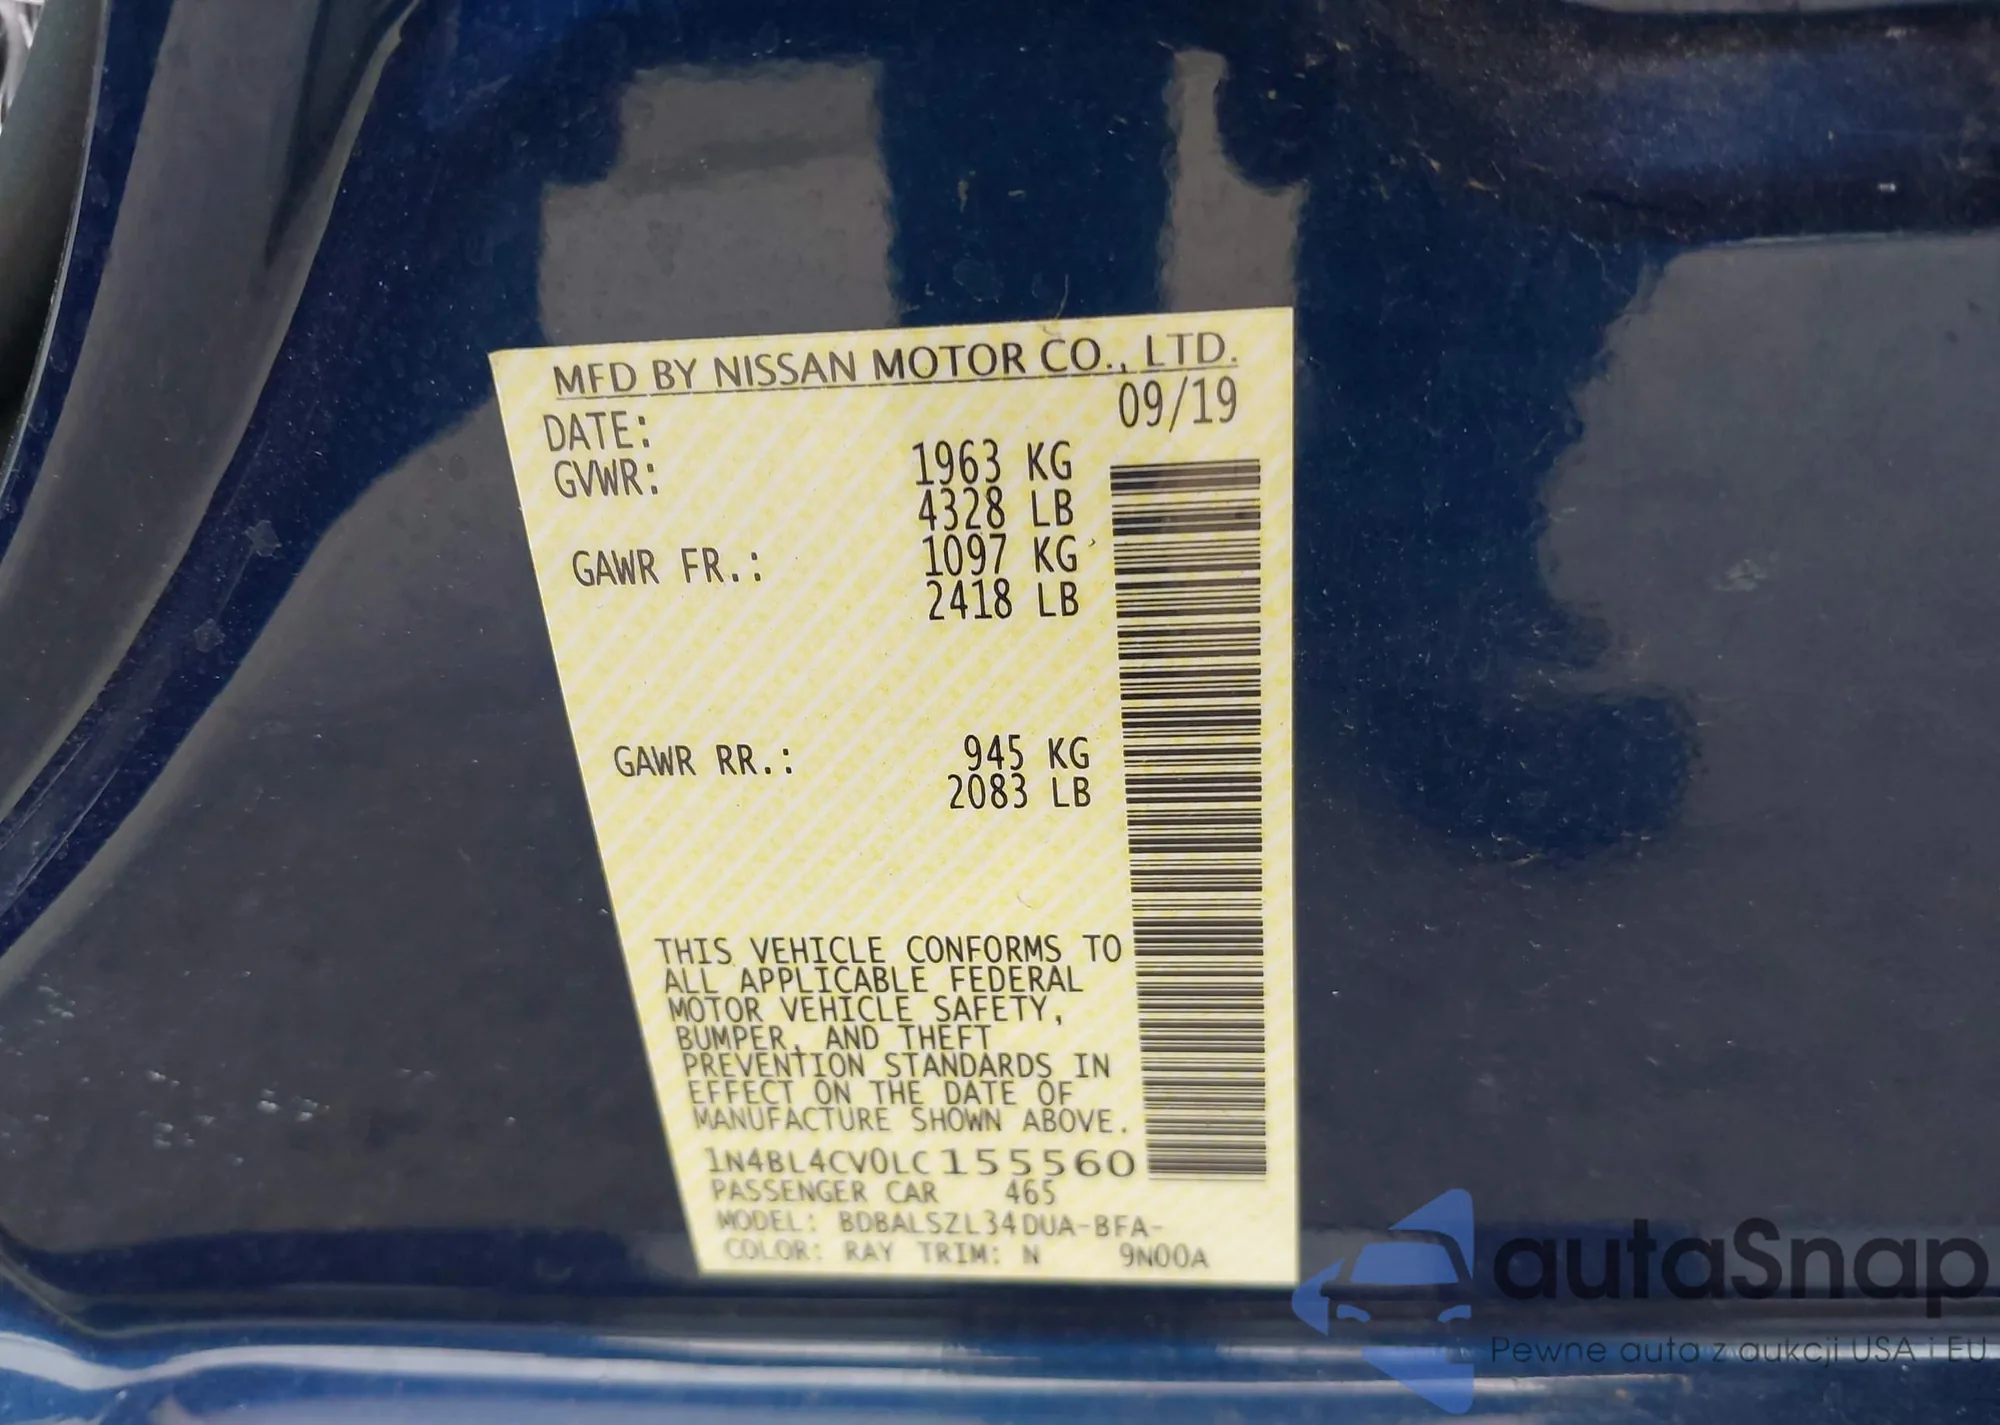 MFD BY NISSAN MOTOR CO., LTD.
DATE: 09/19
GVWR: 1963 KG
4328 LB
GAWR FR.: 1097 KG
2418 LB
GAWR RR.: 945 KG
2083 LB
THIS VEHICLE CONFORMS TO
ALL APPLICABLE FEDERAL
MOTOR VEHICLE SAFETY,
BUMPER, AND THEFT
PREVENTION STANDARDS IN
EFFECT ON THE DATE OF
MANUFACTURE SHOWN ABOVE.
1N4BL4CV0LC155560
PASSENGER CAR 465
MODEL: BDBALSZL34DUA-BFA-
COLOR: RAY TRIM: N 9N00A
autaSnap
Pewne auta z aukcji USA i EU